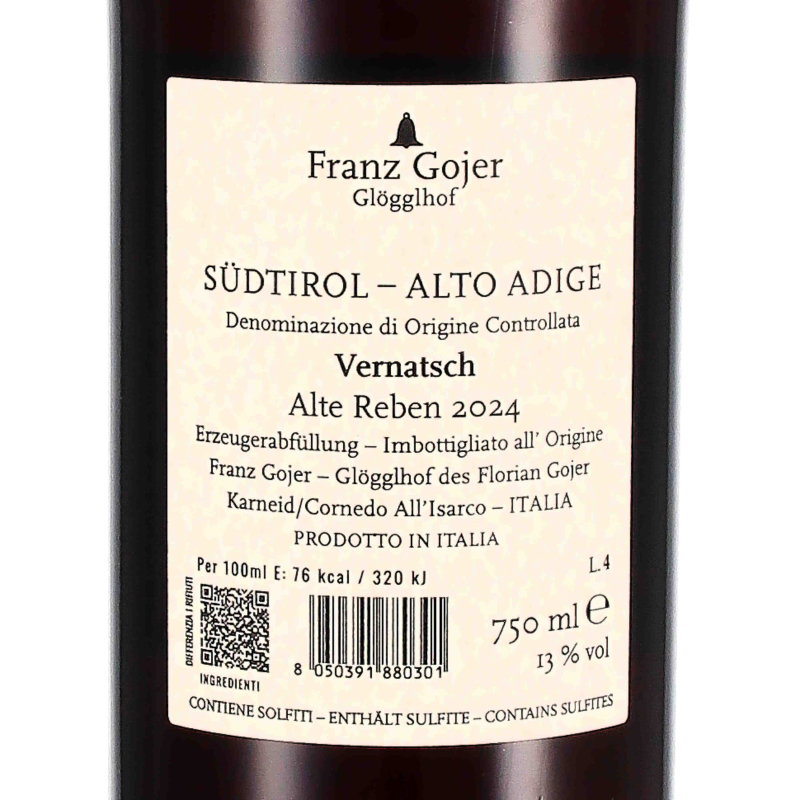 Franz Gojer
Glögglhof
SÜDTIROL – ALTO ADIGE
Denominazione di Origine Controllata
Vernatsch
Alte Reben 2024
Erzeugerabfüllung – Imbottigliato all' Origine
Franz Gojer – Glögglhof des Florian Gojer
Karneid/Cornedo All'Isarco – ITALIA
PRODOTTO IN ITALIA
Per 100ml E: 76 kcal / 320 kJ
L.4
DIFFERENZIA I RIFIUTI
INGREDIENTI
8 050391 880301
750 ml e
13 % vol
CONTIENE SOLFITI – ENTHÄLT SULFITE – CONTAINS SULFITES